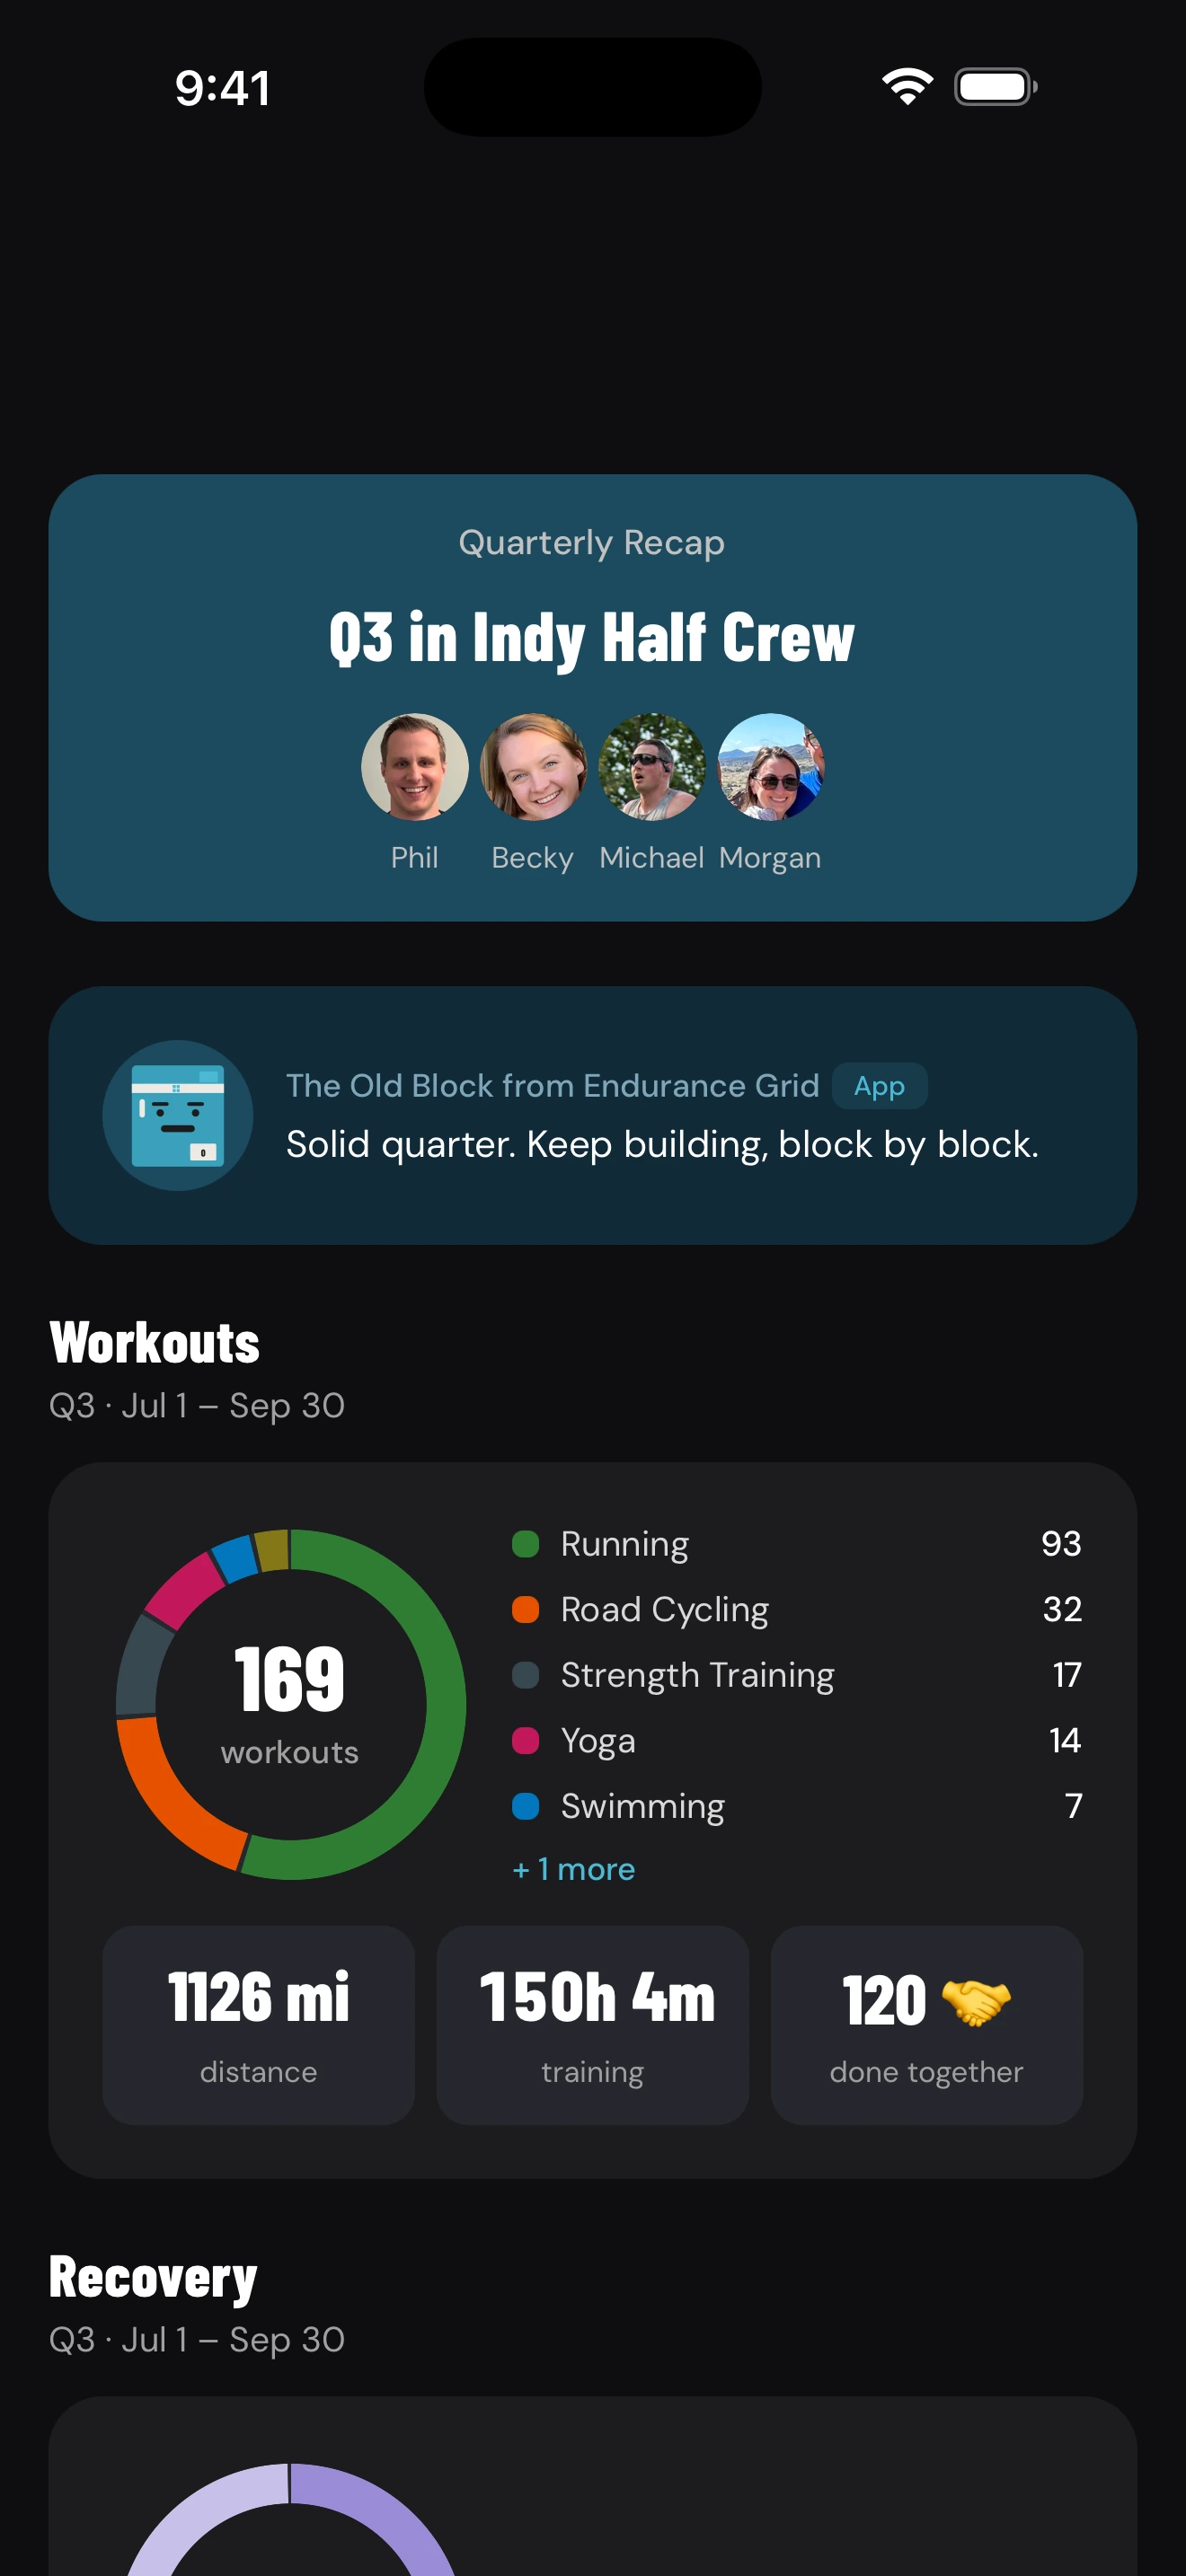 9:41
Quarterly Recap
Q3 in Indy Half Crew
Phil Becky Michael Morgan
The Old Block from Endurance Grid App
Solid quarter. Keep building, block by block.
0
Workouts
Q3 · Jul 1 – Sep 30
Running 93
Road Cycling 32
Strength Training 17
Yoga 14
Swimming 7
+ 1 more
169
workouts
1126 mi 150h 4m 120 🤝
distance training done together
Recovery
Q3 · Jul 1 – Sep 30